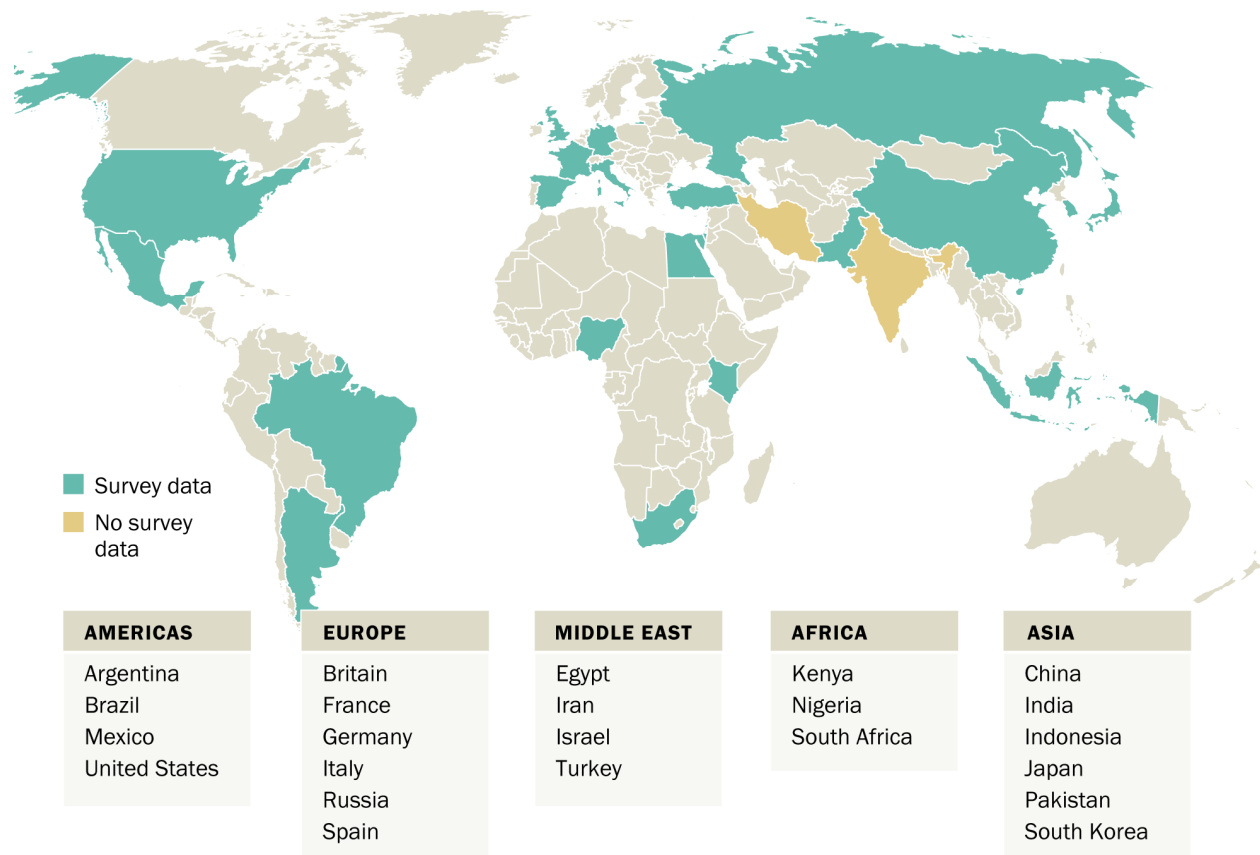 Survey data
No survey
data
AMERICAS
Argentina
Brazil
Mexico
United States
EUROPE
Britain
France
Germany
Italy
Russia
Spain
MIDDLE EAST
Egypt
Iran
Israel
Turkey
AFRICA
Kenya
Nigeria
South Africa
ASIA
China
India
Indonesia
Japan
Pakistan
South Korea